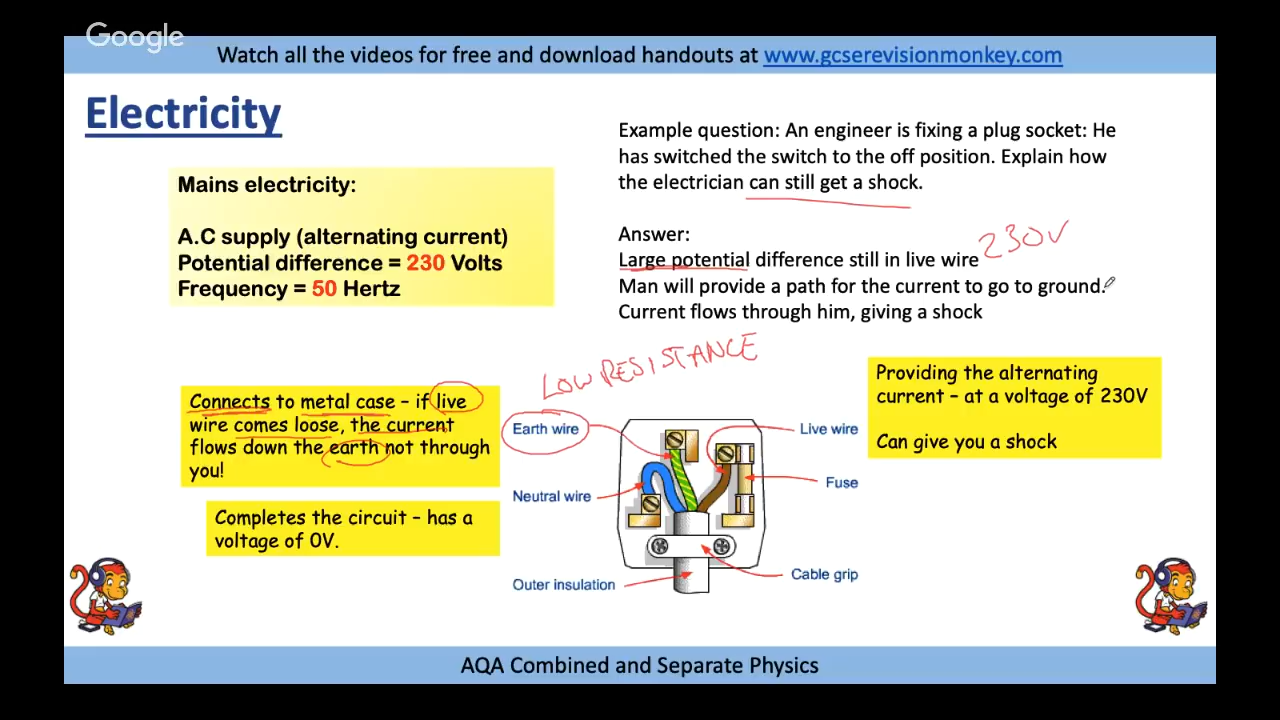 Google
Watch all the videos for free and download handouts at www.gcserevisionmonkey.com
Electricity
Mains electricity:
A.C supply (alternating current)
Potential difference = 230 Volts
Frequency = 50 Hertz
Example question: An engineer is fixing a plug socket: He
has switched the switch to the off position. Explain how
the electrician can still get a shock.
Answer:
Large potential difference still in live wire
230V
Man will provide a path for the current to go to ground.
Current flows through him, giving a shock
LOW RESISTANCE
Connects to metal case – if live
wire comes loose, the current
flows down the earth not through
you!
Completes the circuit – has a
voltage of 0V.
Earth wire
Neutral wire
Outer insulation
Live wire
Fuse
Cable grip
Providing the alternating
current – at a voltage of 230V
Can give you a shock
AQA Combined and Separate Physics